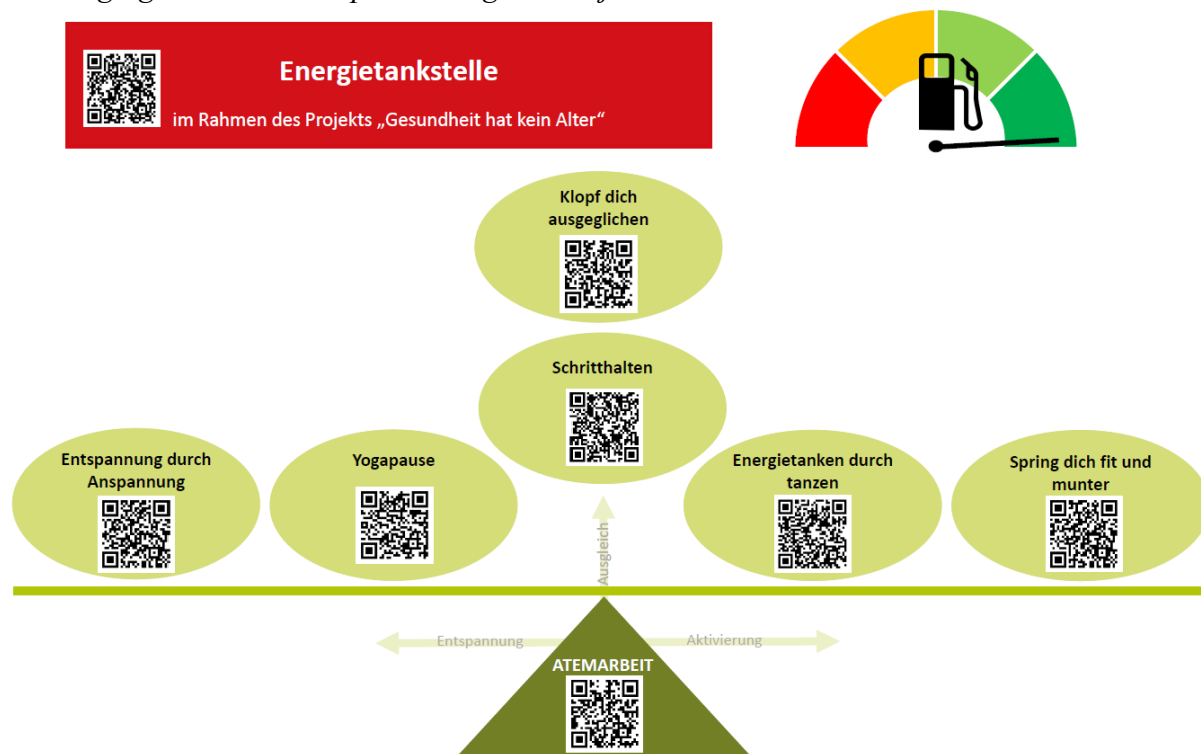 Energietankstelle
im Rahmen des Projekts „Gesundheit hat kein Alter“
Klopf dich
ausgeglichen
Schritthalten
Entspannung durch
Anspannung
Yogapause
Energietanken durch
tanzen
Spring dich fit und
munter
Ausgleich
Entspannung
Aktivierung
ATEMARBEIT